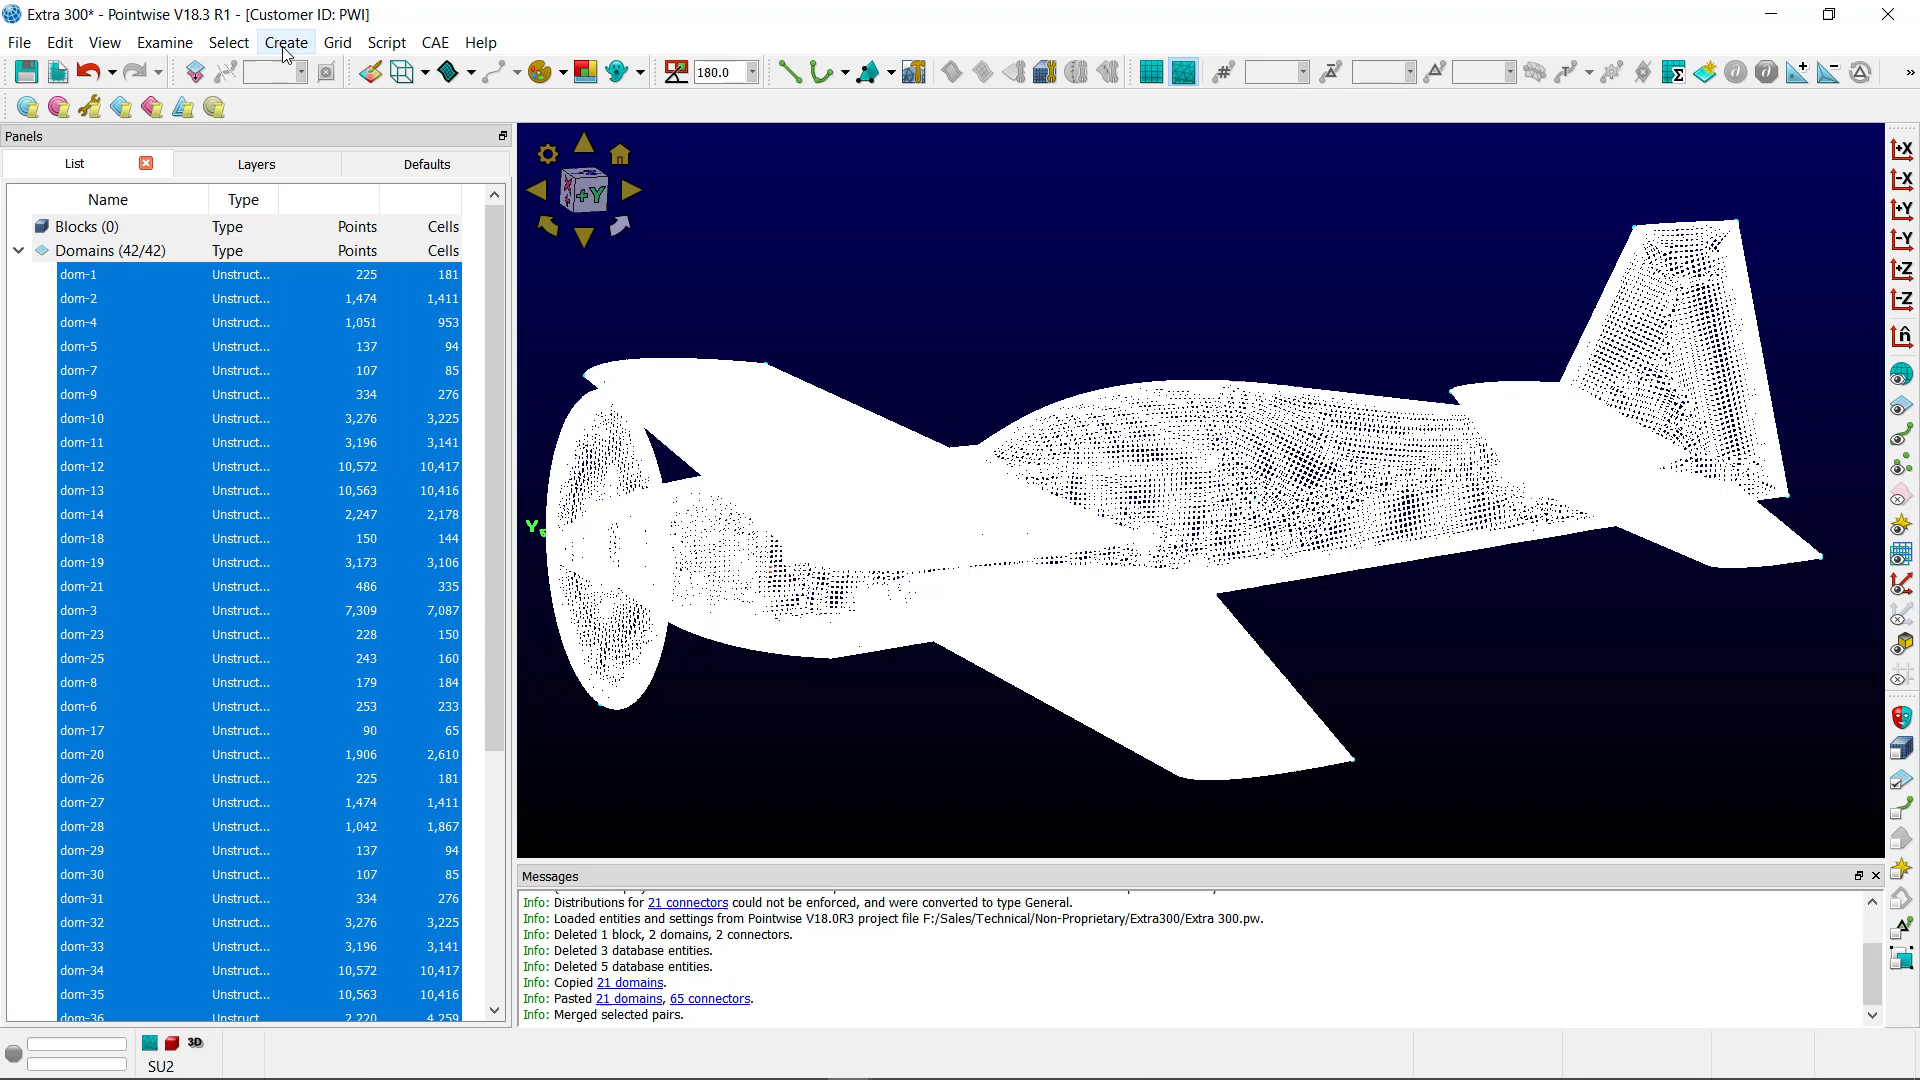 Extra 300* - Pointwise V18.3 R1 - [Customer ID: PWI]
File Edit View Examine Select Create Grid Script CAE Help
180.0
Panels
List Layers Defaults
Name Type
Blocks (0) Type Points Cells
Domains (42/42) Type Points Cells
dom-1 Unstruct... 225 181
dom-2 Unstruct... 1,474 1,411
dom-4 Unstruct... 1,051 953
dom-5 Unstruct... 137 94
dom-7 Unstruct... 107 85
dom-9 Unstruct... 334 276
dom-10 Unstruct... 3,276 3,225
dom-11 Unstruct... 3,196 3,141
dom-12 Unstruct... 10,572 10,417
dom-13 Unstruct... 10,563 10,416
dom-14 Unstruct... 2,247 2,178
dom-18 Unstruct... 150 144
dom-19 Unstruct... 3,173 3,106
dom-21 Unstruct... 486 335
dom-3 Unstruct... 7,309 7,087
dom-23 Unstruct... 228 150
dom-25 Unstruct... 243 160
dom-8 Unstruct... 179 184
dom-6 Unstruct... 253 233
dom-17 Unstruct... 90 65
dom-20 Unstruct... 1,906 2,610
dom-26 Unstruct... 225 181
dom-27 Unstruct... 1,474 1,411
dom-28 Unstruct... 1,042 1,867
dom-29 Unstruct... 137 94
dom-30 Unstruct... 107 85
dom-31 Unstruct... 334 276
dom-32 Unstruct... 3,276 3,225
dom-33 Unstruct... 3,196 3,141
dom-34 Unstruct... 10,572 10,417
dom-35 Unstruct... 10,563 10,416
dom-36 Unstruct 2,220 4,259
+Y
X
Y
+X
-X
+Y
-Y
+Z
-Z
n̂
Messages
Info: Distributions for 21 connectors could not be enforced, and were converted to type General.
Info: Loaded entities and settings from Pointwise V18.0R3 project file F:/Sales/Technical/Non-Proprietary/Extra300/Extra 300.pw.
Info: Deleted 1 block, 2 domains, 2 connectors.
Info: Deleted 3 database entities.
Info: Deleted 5 database entities.
Info: Copied 21 domains.
Info: Pasted 21 domains, 65 connectors.
Info: Merged selected pairs.
3D
SU2